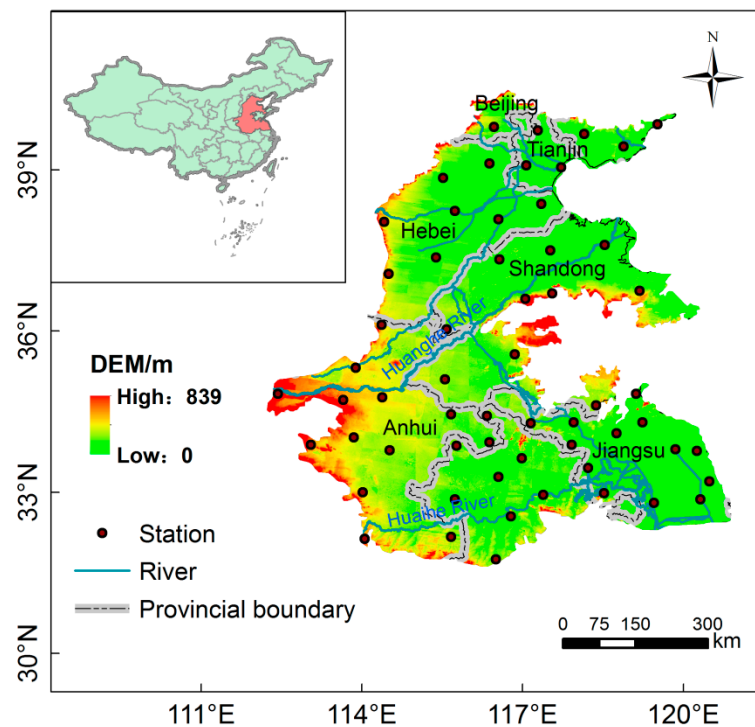 N
Beijing
Tianjin
39°N
Hebei
Shandong
36°N
Huanghe River
DEM/m
High：839
Low：0
Anhui
Jiangsu
33°N
Huaihe River
Station
River
Provincial boundary
0 75 150 300
km
30°N
111°E 114°E 117°E 120°E